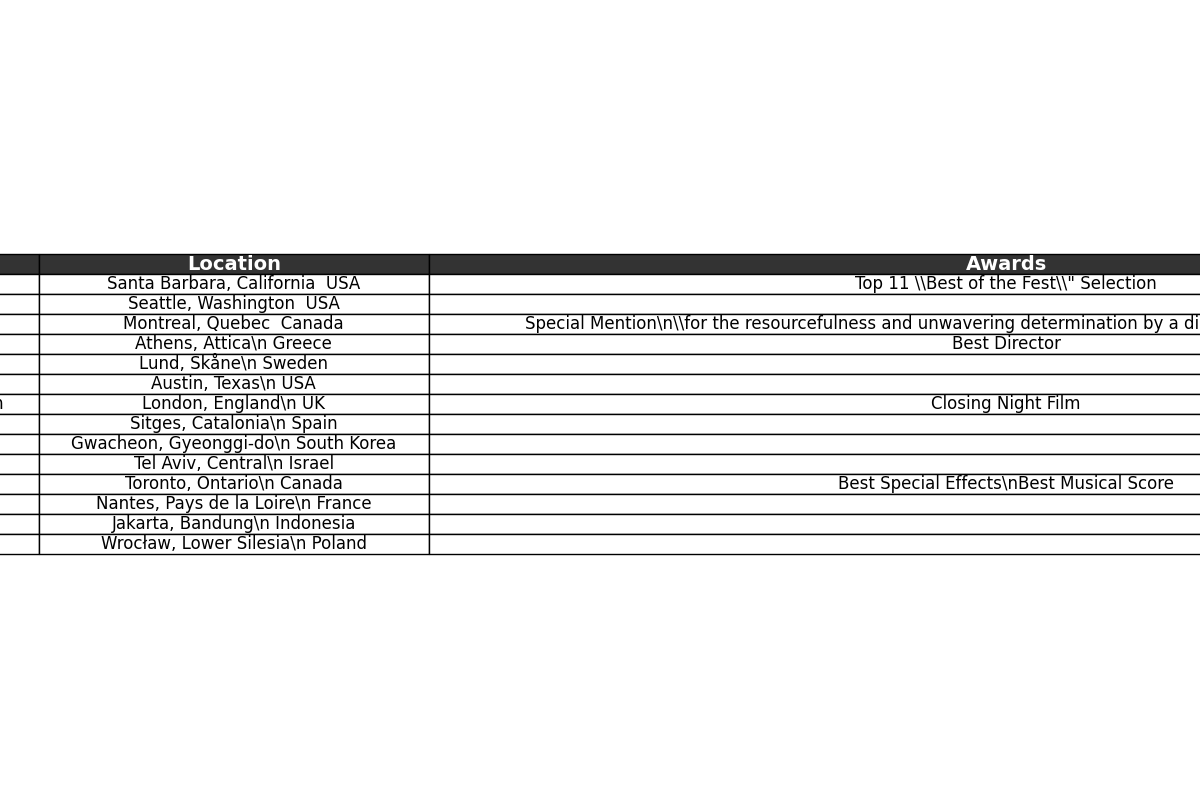 Location Awards
Santa Barbara, California  USA Top 11 \\Best of the Fest\\" Selection
Seattle, Washington  USA
Montreal, Quebec  Canada Special Mention\n\\for the resourcefulness and unwavering determination by a di
Athens, Attica\n Greece Best Director
Lund, Skåne\n Sweden
Austin, Texas\n USA
London, England\n UK Closing Night Film
Sitges, Catalonia\n Spain
Gwacheon, Gyeonggi-do\n South Korea
Tel Aviv, Central\n Israel
Toronto, Ontario\n Canada Best Special Effects\nBest Musical Score
Nantes, Pays de la Loire\n France
Jakarta, Bandung\n Indonesia
Wrocław, Lower Silesia\n Poland